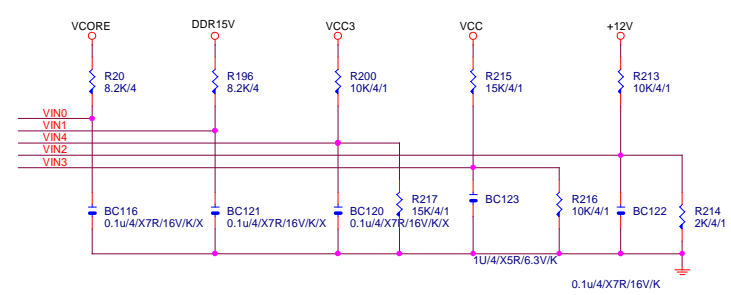 VCORE
DDR15V
VCC3
VCC
+12V
R20
8.2K/4
R196
8.2K/4
R200
10K/4/1
R215
15K/4/1
R213
10K/4/1
VIN0
VIN1
VIN4
VIN2
VIN3
BC116
0.1u/4/X7R/16V/K/X
BC121
0.1u/4/X7R/16V/K/X
BC120
0.1u/4/X7R/16V/K/X
R217
15K/4/1
BC123
R216
10K/4/1
BC122
R214
2K/4/1
1U/4/X5R/6.3V/K
0.1u/4/X7R/16V/K